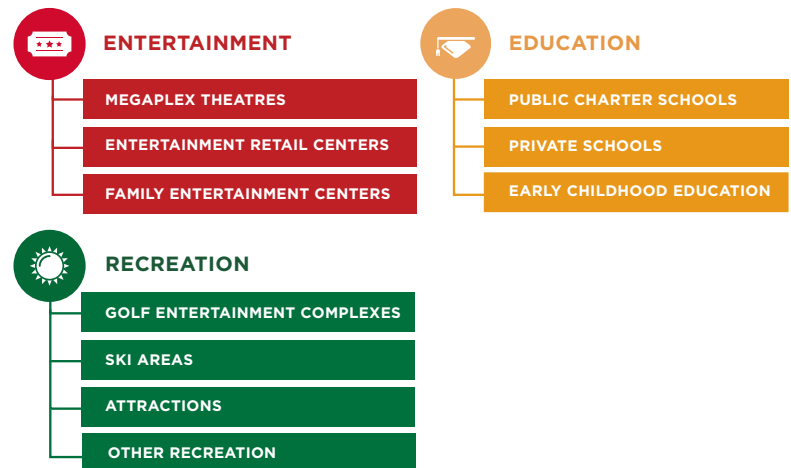 ENTERTAINMENT
MEGAPLEX THEATRES
ENTERTAINMENT RETAIL CENTERS
FAMILY ENTERTAINMENT CENTERS
EDUCATION
PUBLIC CHARTER SCHOOLS
PRIVATE SCHOOLS
EARLY CHILDHOOD EDUCATION
RECREATION
GOLF ENTERTAINMENT COMPLEXES
SKI AREAS
ATTRACTIONS
OTHER RECREATION